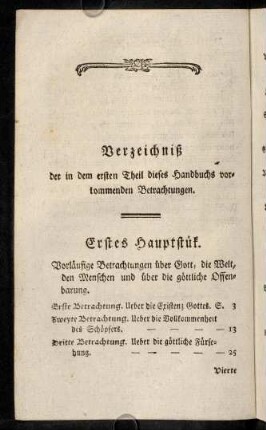 Verzeichniß
der in dem ersten Theil dieses Handbuchs vor-
kommenden Betrachtungen.
Erstes Hauptstük.
Vorläufige Betrachtungen über Gott, die Welt,
den Menschen und über die göttliche Offen-
barung.
Erste Betrachtung. Ueber die Existenz Gottes. S. 3
Zweyte Betrachtung. Ueber die Vollkommenheit
des Schöpfers. — — — — 13
Dritte Betrachtung. Ueber die göttliche Fürse-
hung. — — — — — 25
Vierte